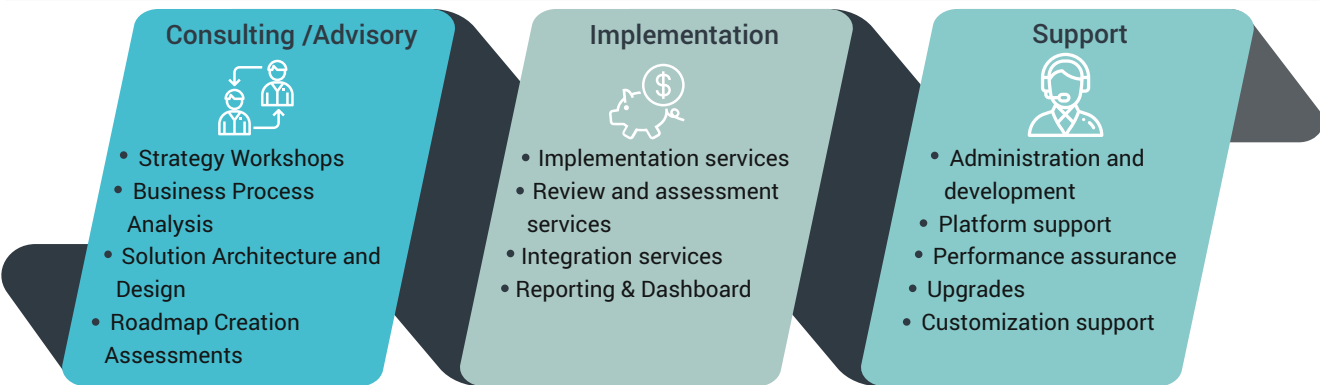 Consulting /Advisory
• Strategy Workshops
• Business Process
Analysis
• Solution Architecture and
Design
• Roadmap Creation
Assessments
Implementation
$
• Implementation services
• Review and assessment
services
• Integration services
• Reporting & Dashboard
Support
• Administration and
development
• Platform support
• Performance assurance
• Upgrades
• Customization support